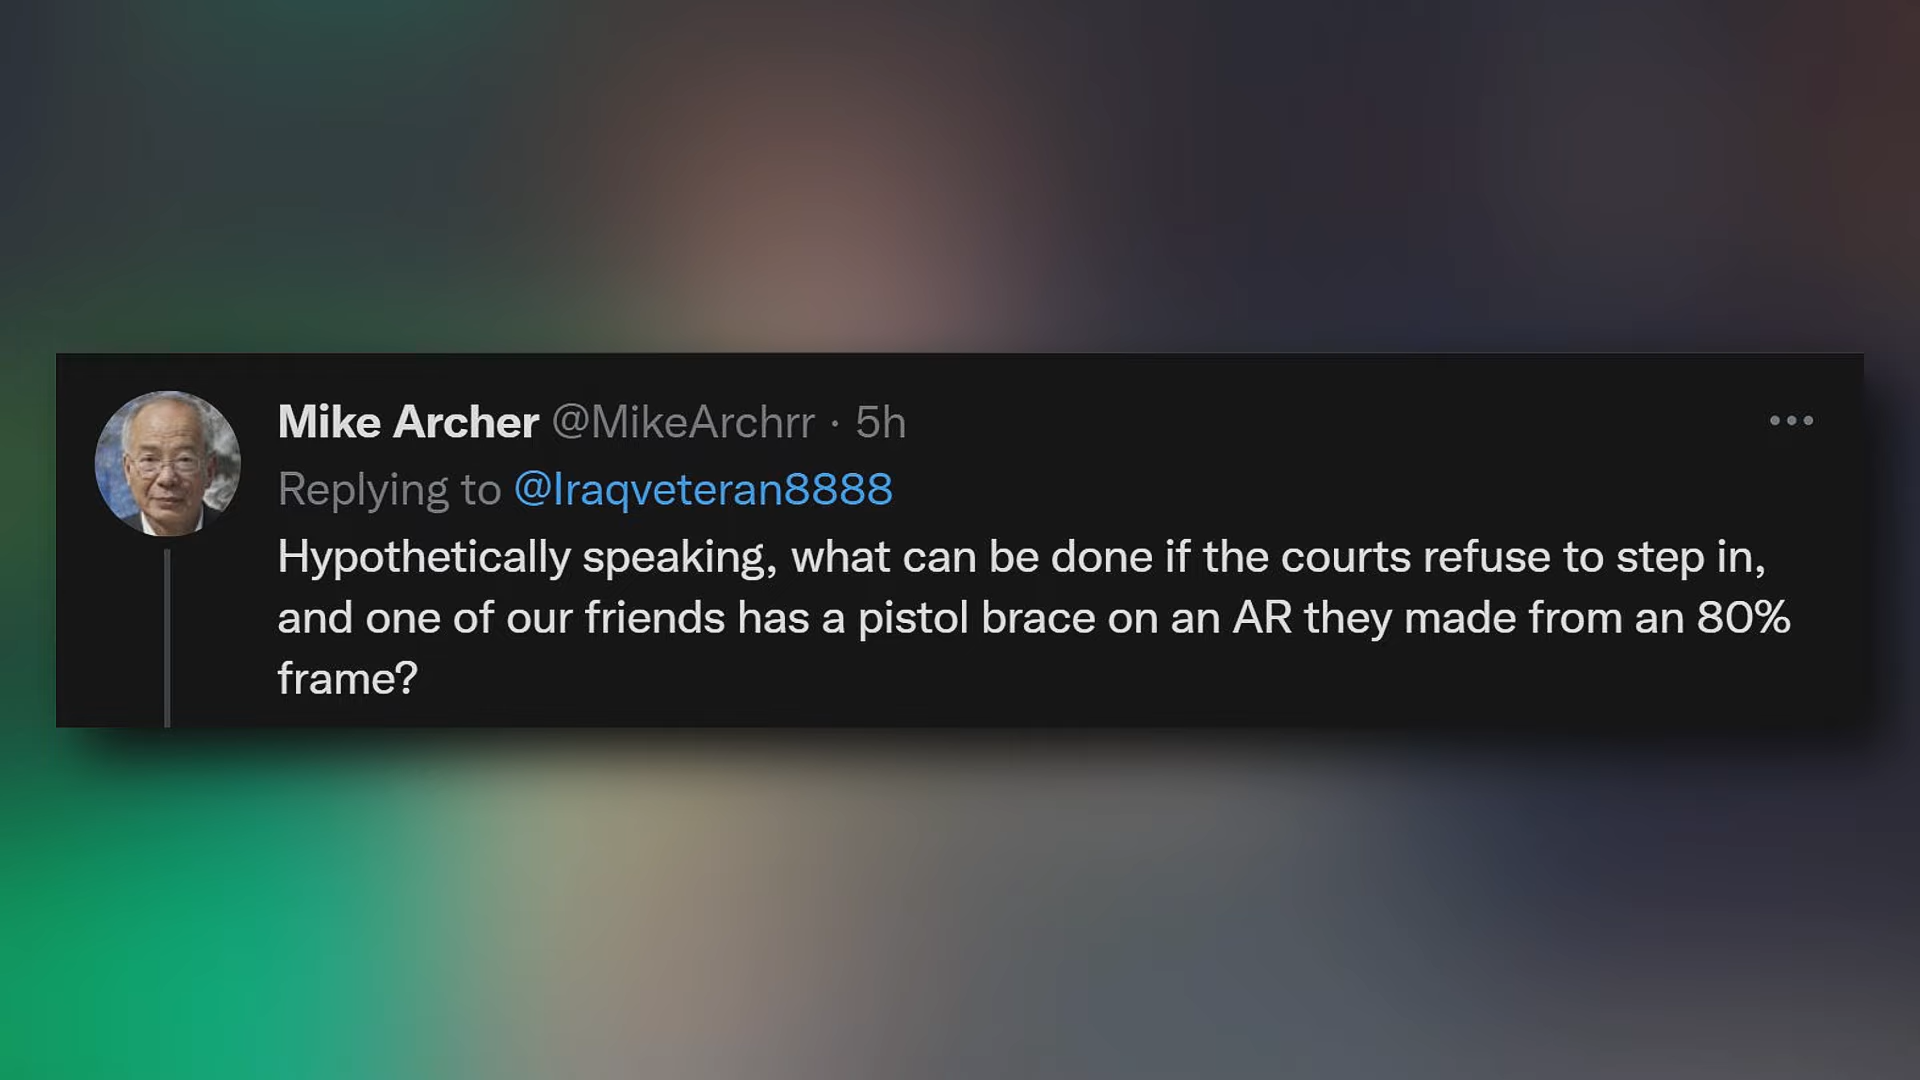 Mike Archer @MikeArchrr · 5h
Replying to @Iraqveteran8888
Hypothetically speaking, what can be done if the courts refuse to step in,
and one of our friends has a pistol brace on an AR they made from an 80%
frame?